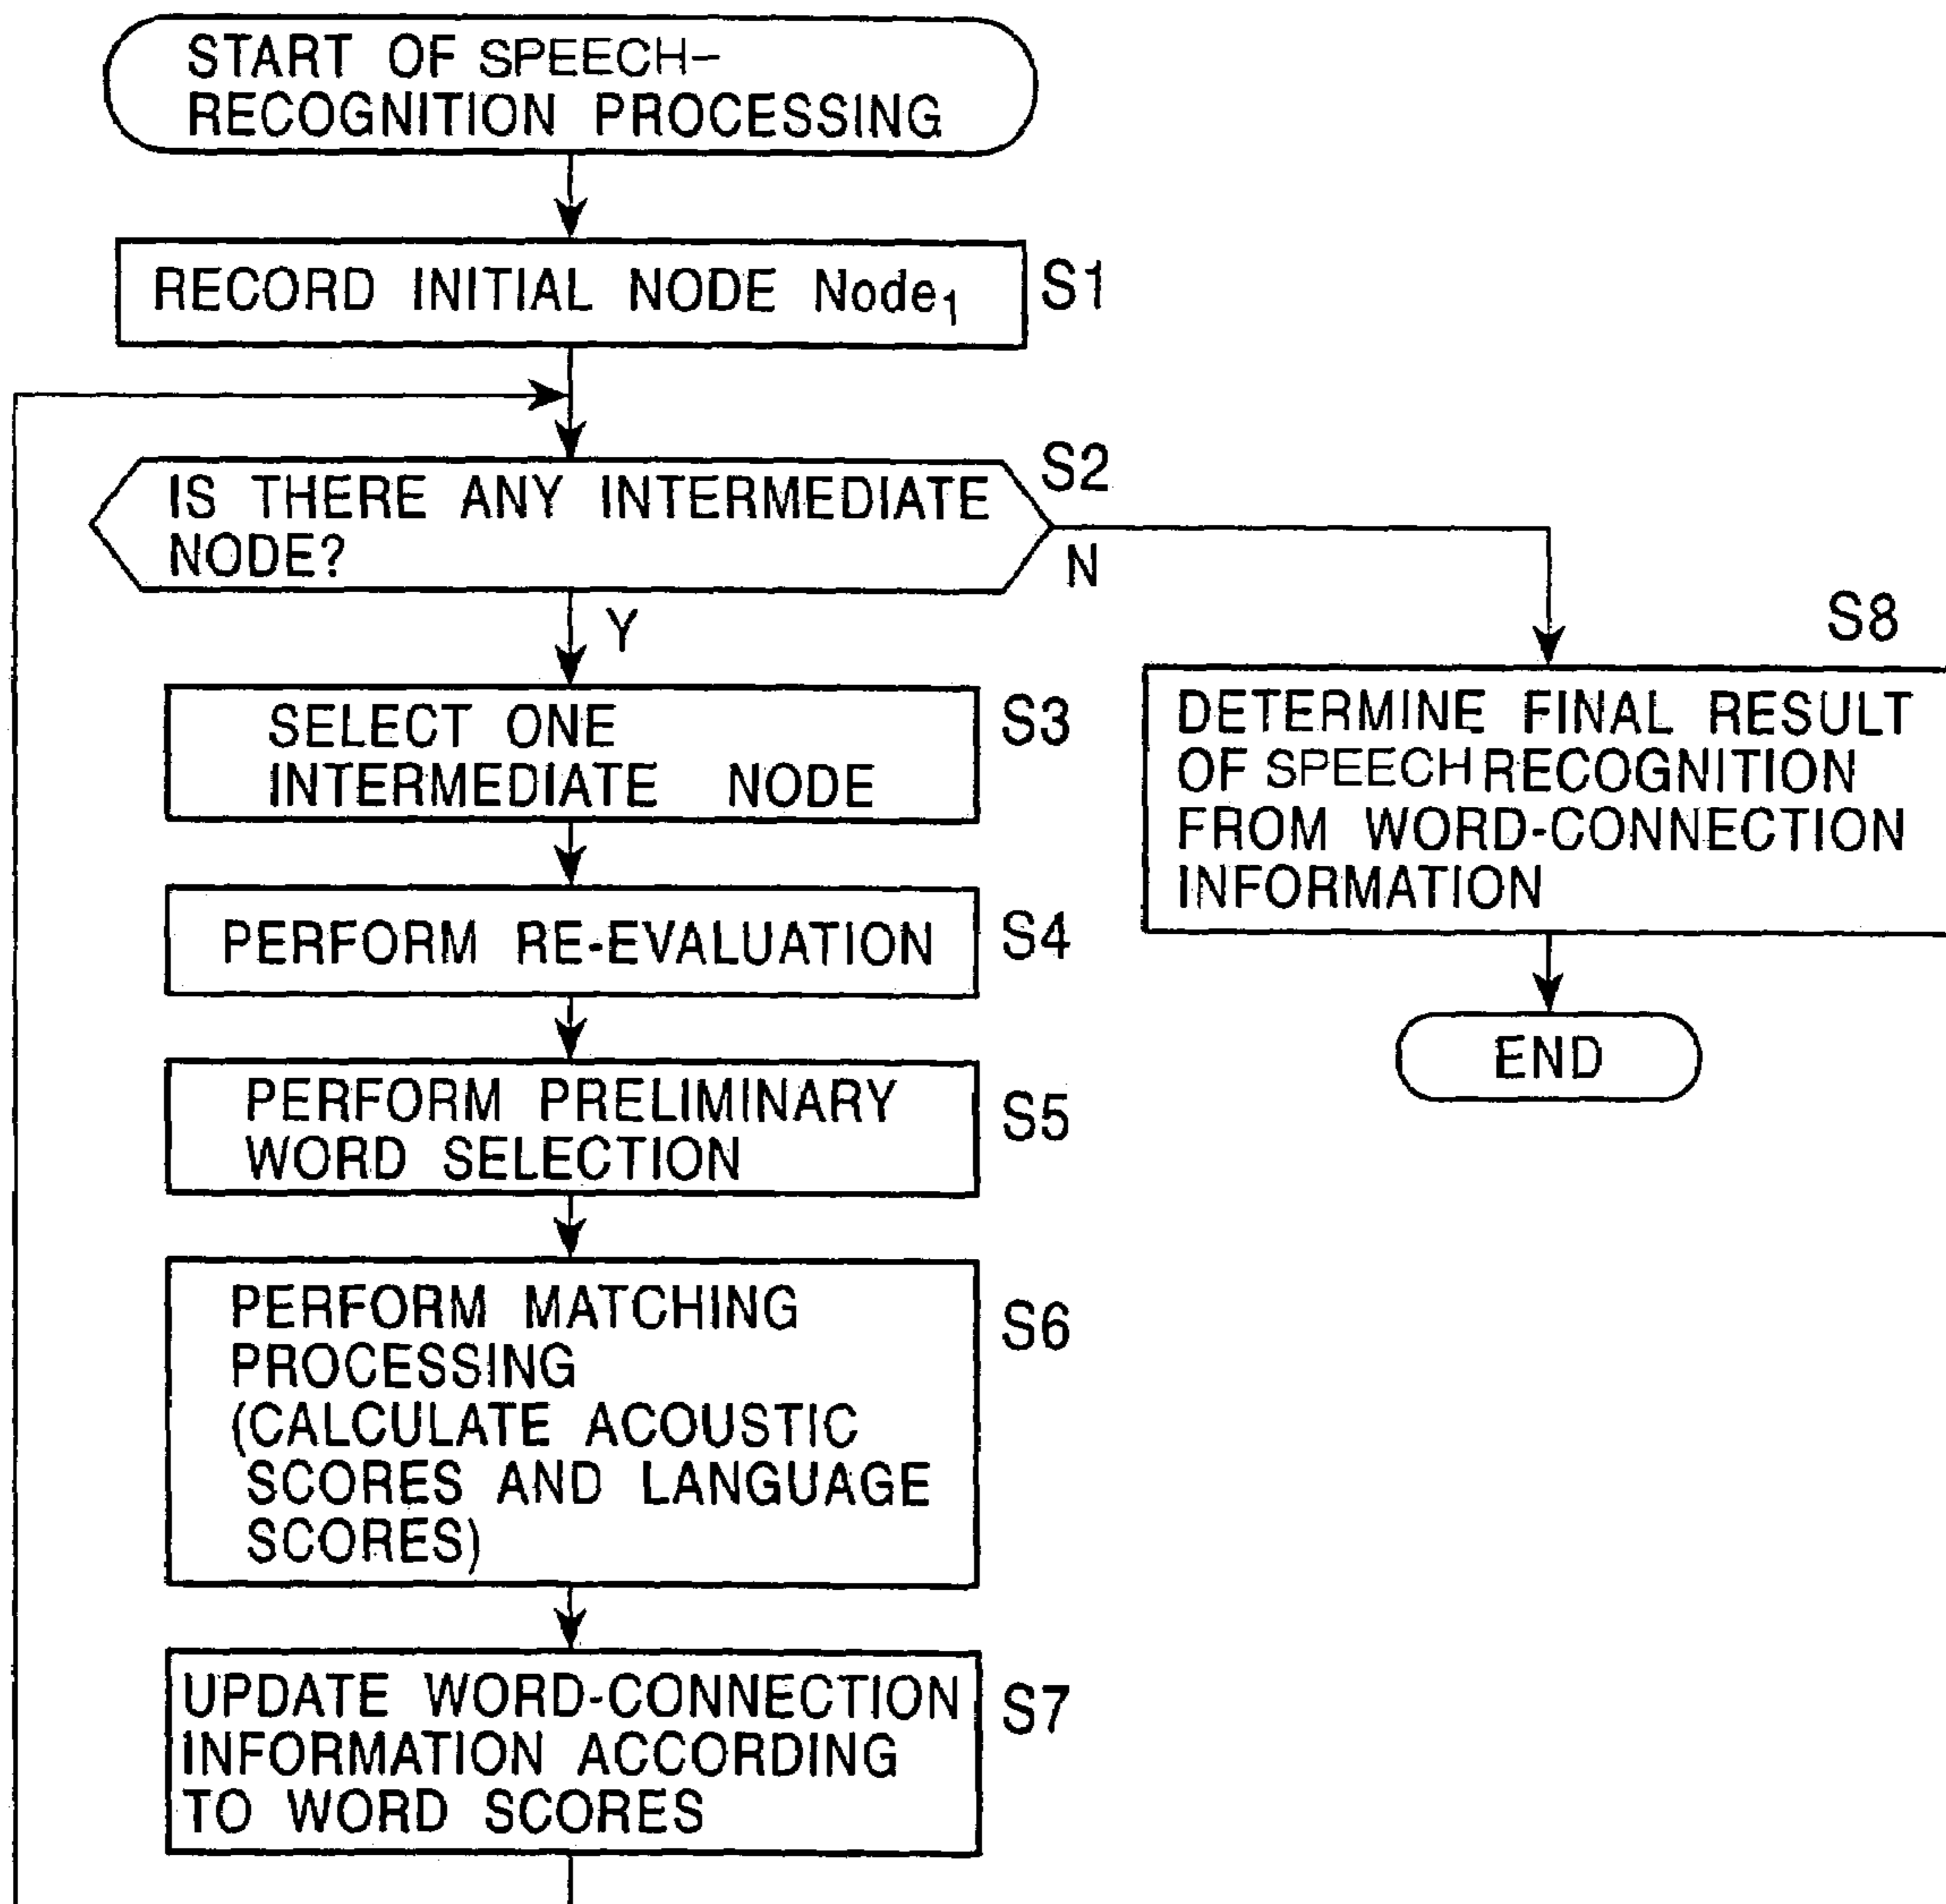 START OF SPEECH-
RECOGNITION PROCESSING
RECORD INITIAL NODE Node₁
S1
IS THERE ANY INTERMEDIATE
NODE?
S2
N
Y
SELECT ONE
INTERMEDIATE NODE
S3
PERFORM RE-EVALUATION
S4
PERFORM PRELIMINARY
WORD SELECTION
S5
PERFORM MATCHING
PROCESSING
(CALCULATE ACOUSTIC
SCORES AND LANGUAGE
SCORES)
S6
UPDATE WORD-CONNECTION
INFORMATION ACCORDING
TO WORD SCORES
S7
S8
DETERMINE FINAL RESULT
OF SPEECH RECOGNITION
FROM WORD-CONNECTION
INFORMATION
END